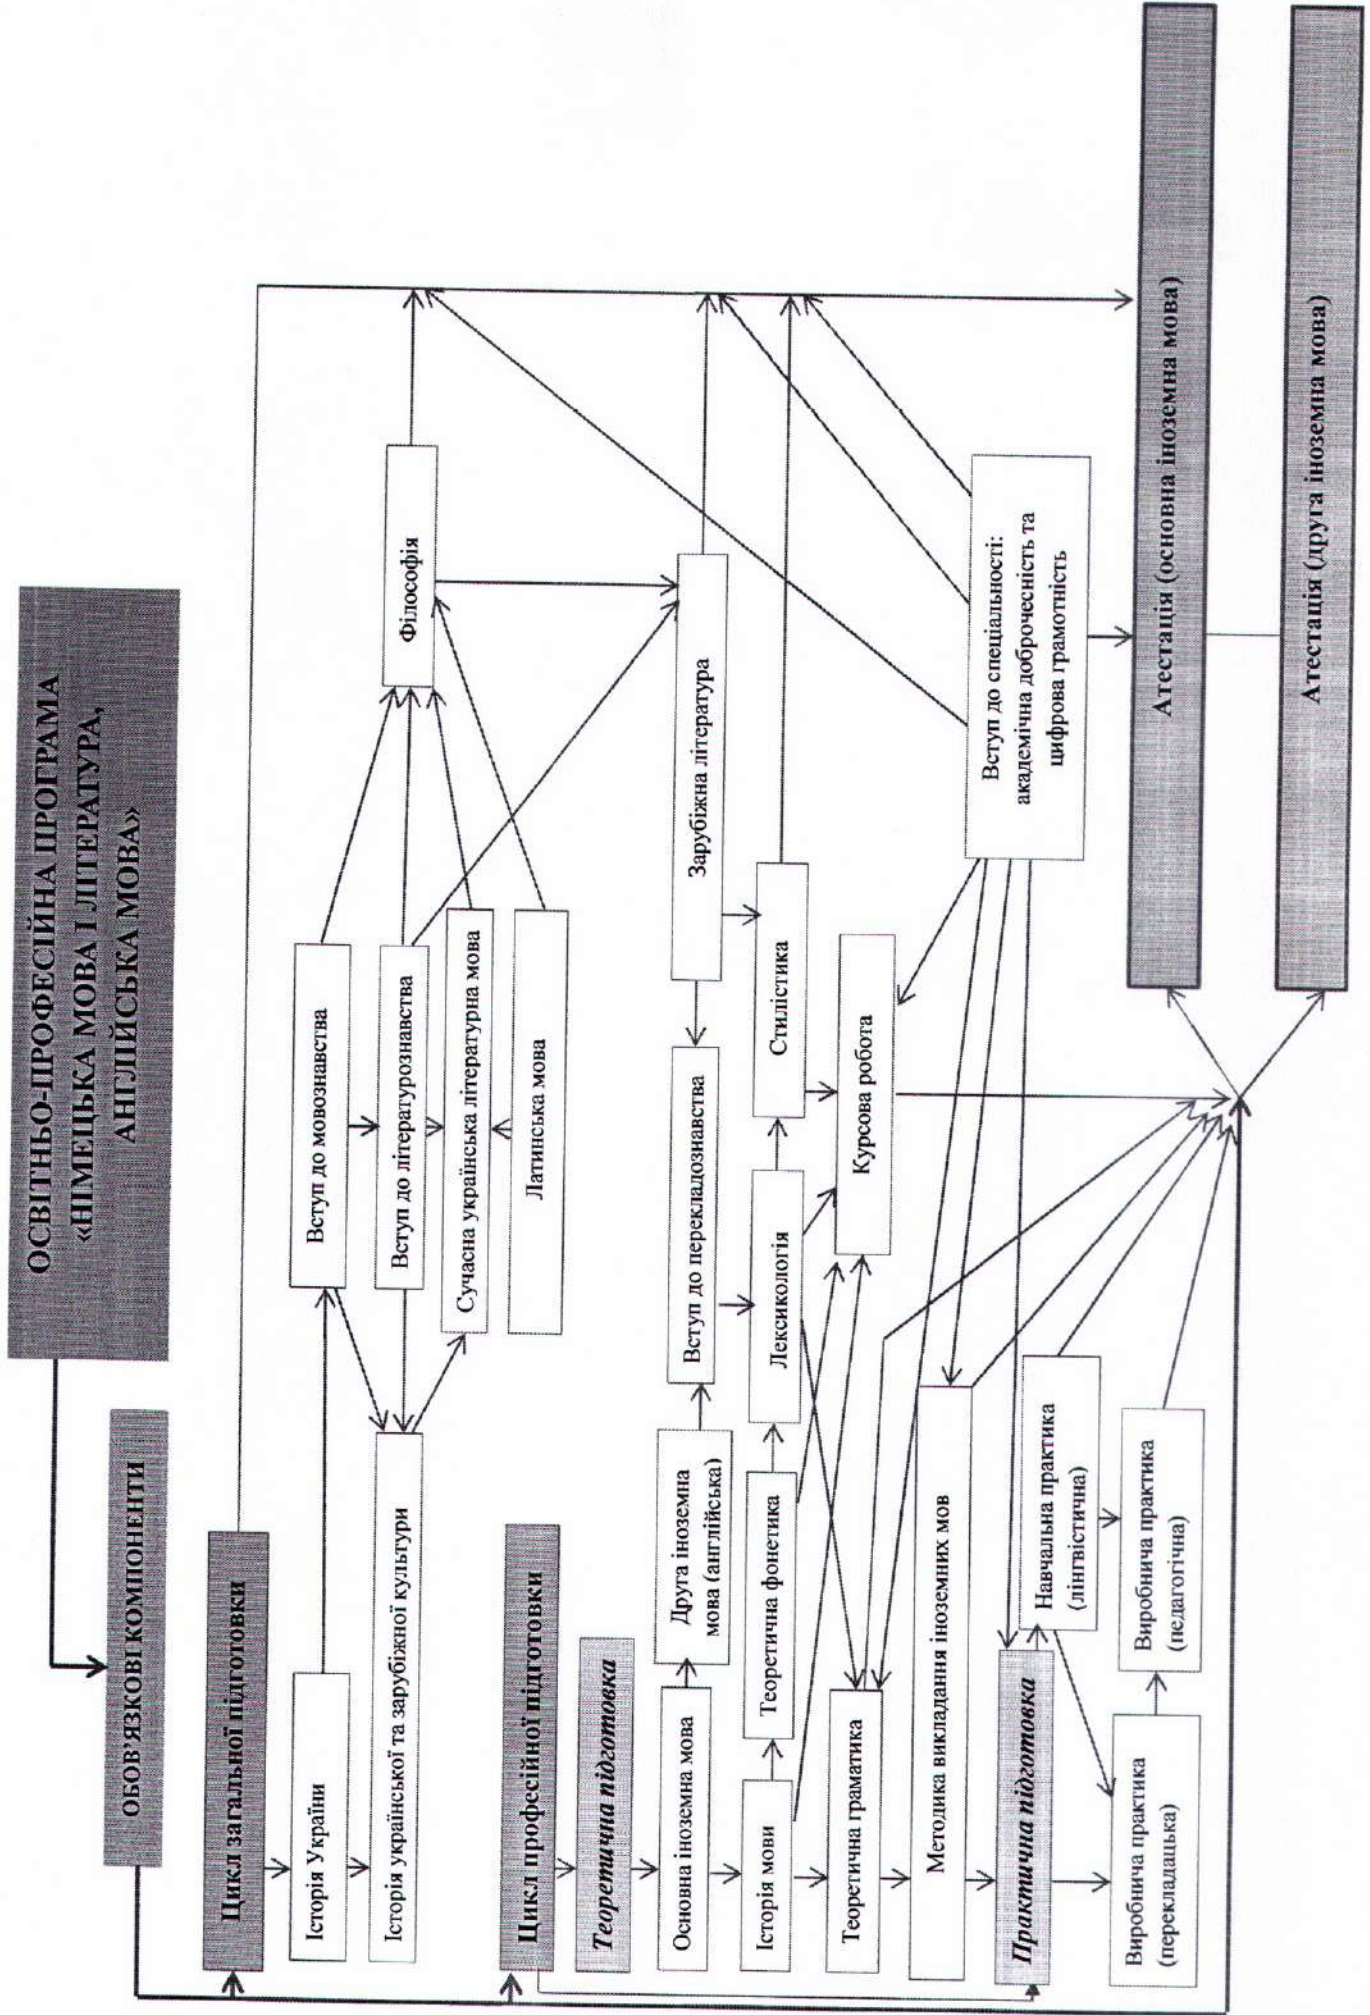 ОСВІТНЬО-ПРОФЕСІЙНА ПРОГРАМА
«НІМЕЦЬКА МОВА І ЛІТЕРАТУРА,
АНГЛІЙСЬКА МОВА»
ОБОВ’ЯЗКОВІ КОМПОНЕНТИ
Цикл загальної підготовки
Історія України
Вступ до мовознавства
Історія української та зарубіжної культури
Вступ до літературознавства
Філософія
Сучасна українська літературна мова
Латинська мова
Цикл професійної підготовки
Теоретична підготовка
Основна іноземна мова
Друга іноземна
мова (англійська)
Вступ до перекладознавства
Зарубіжна література
Історія мови
Теоретична фонетика
Лексикологія
Стилістика
Теоретична граматика
Курсова робота
Методика викладання іноземних мов
Вступ до спеціальності:
академічна доброчесність та
цифрова грамотність
Практична підготовка
Навчальна практика
(лінгвістична)
Виробнича практика
(перекладацька)
Виробнича практика
(педагогічна)
Атестація (основна іноземна мова)
Атестація (друга іноземна мова)